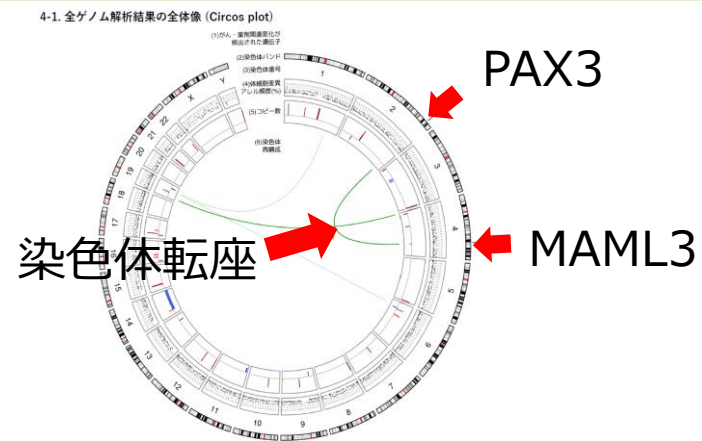 4-1. 全ゲノム解析結果の全体像 (Circos plot)
(1)がん・薬剤関連変化が
検出された遺伝子
(2)染色体バンド
(3)染色体番号
(4)体細胞変異
アレル頻度(%)
(5)コピー数
(6)染色体
再構成
PAX3
MAML3
染色体転座
1
2
3
4
5
6
7
8
9
10
11
12
13
14
15
16
17
18
19
20
21
22
X
Y